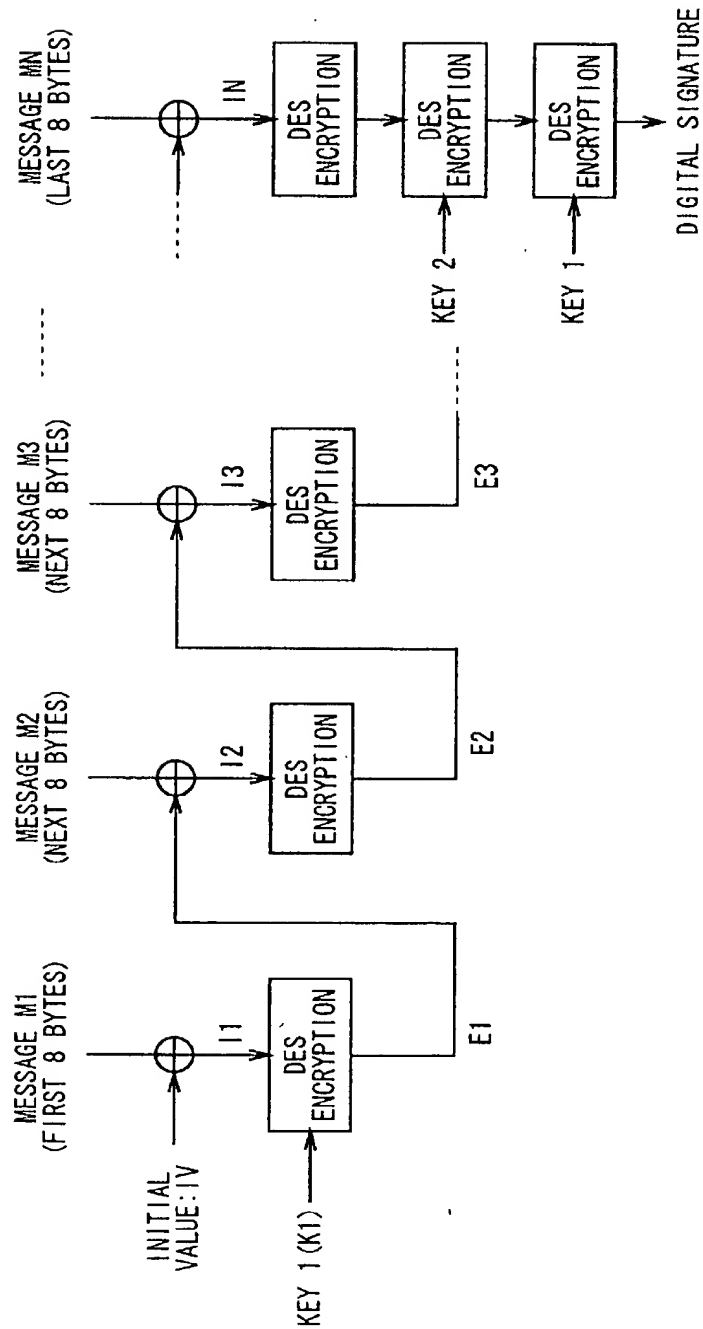 MESSAGE M1
(FIRST 8 BYTES)
MESSAGE M2
(NEXT 8 BYTES)
MESSAGE M3
(NEXT 8 BYTES)
MESSAGE MN
(LAST 8 BYTES)
INITIAL
VALUE:IV
I1
I2
I3
IN
KEY 1(K1)
DES
ENCRYPTION
DES
ENCRYPTION
DES
ENCRYPTION
DES
ENCRYPTION
E1
E2
E3
KEY 2
DES
ENCRYPTION
KEY 1
DES
ENCRYPTION
DIGITAL SIGNATURE